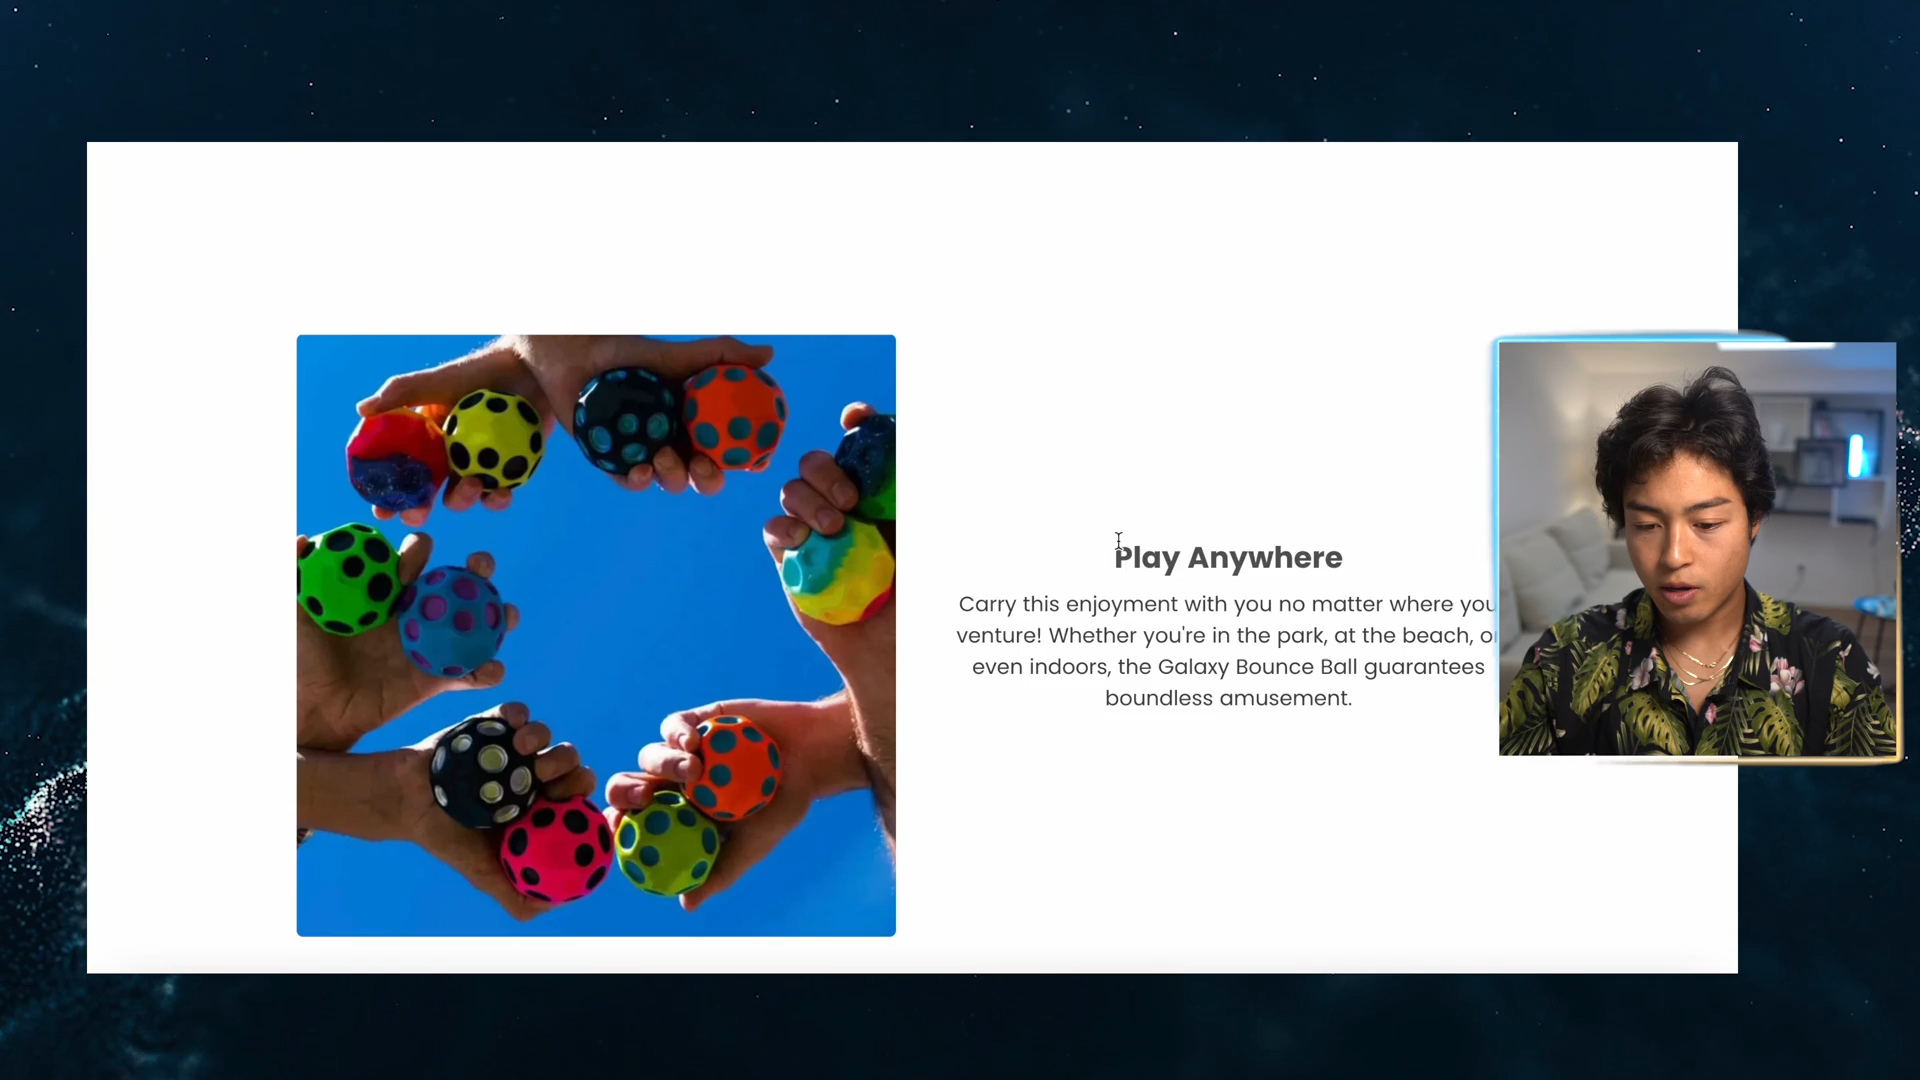 Play Anywhere
Carry this enjoyment with you no matter where you
venture! Whether you're in the park, at the beach, or
even indoors, the Galaxy Bounce Ball guarantees
boundless amusement.